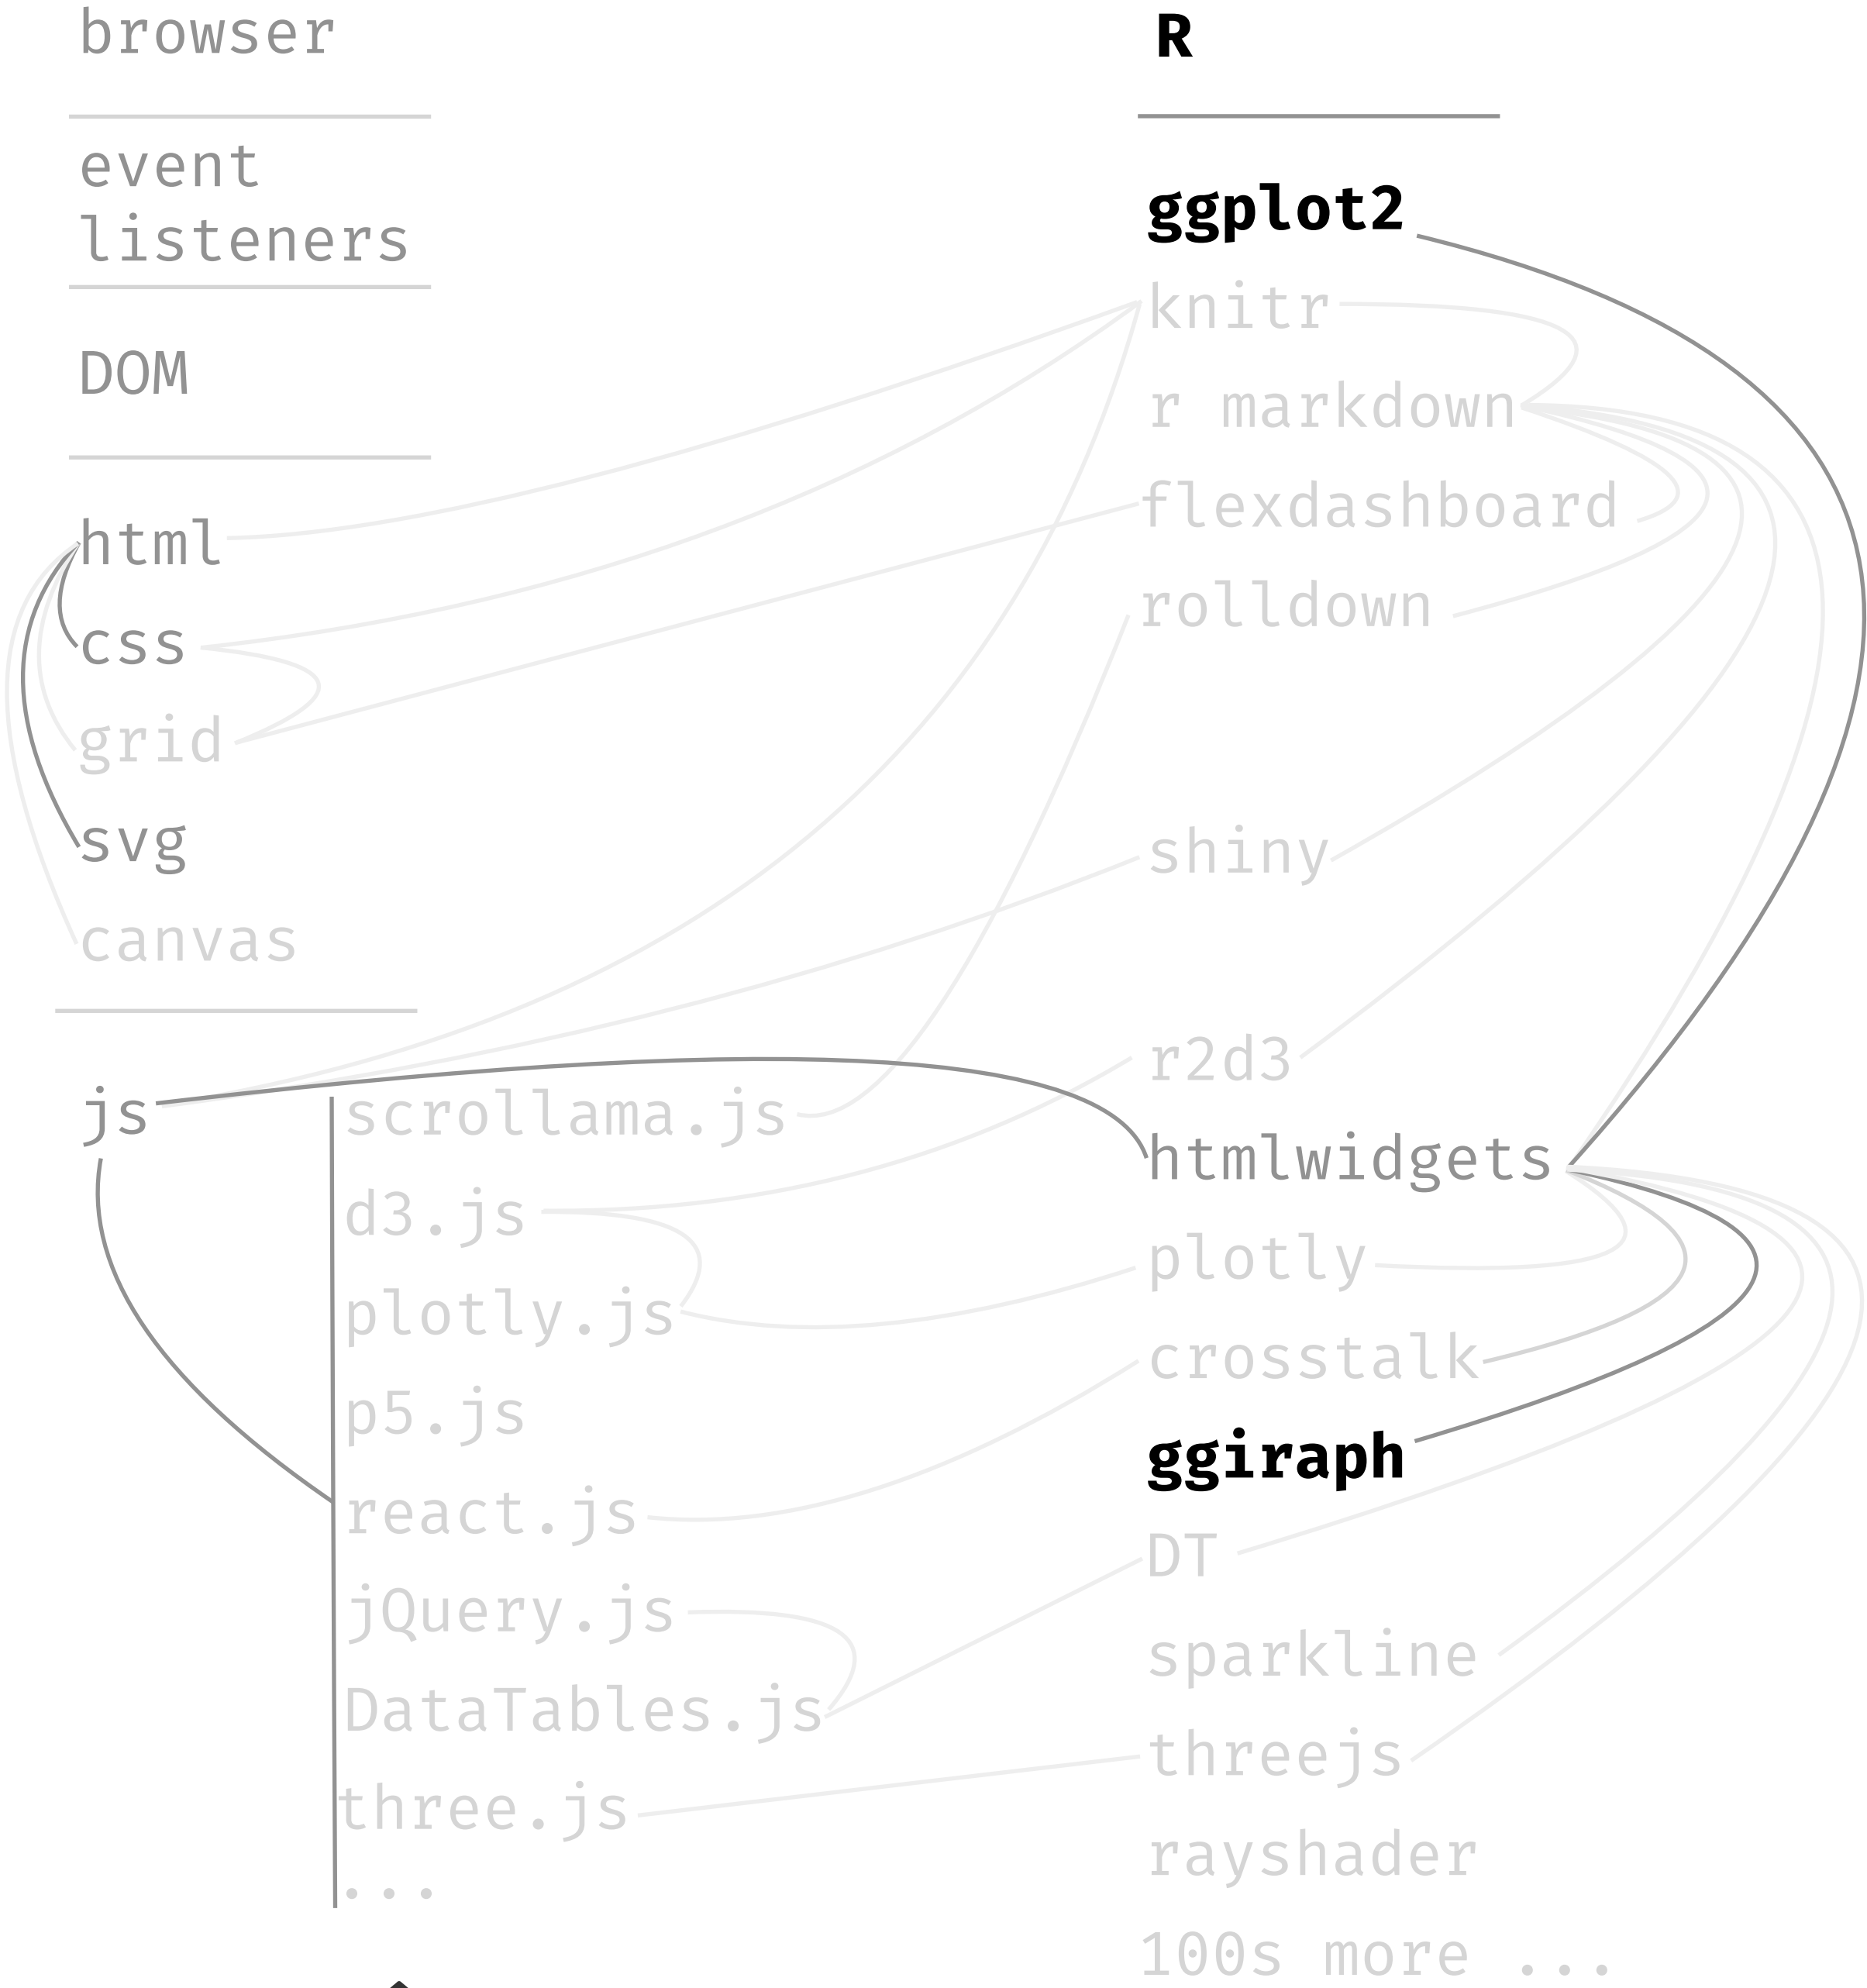 browser
event
listeners
DOM
html
css
grid
svg
canvas
js
scrollama.js
d3.js
plotly.js
p5.js
react.js
jQuery.js
DataTables.js
three.js
...
R
ggplot2
knitr
r markdown
flexdashboard
rolldown
shiny
r2d3
htmlwidgets
plotly
crosstalk
ggiraph
DT
sparkline
threejs
rayshader
100s more ...